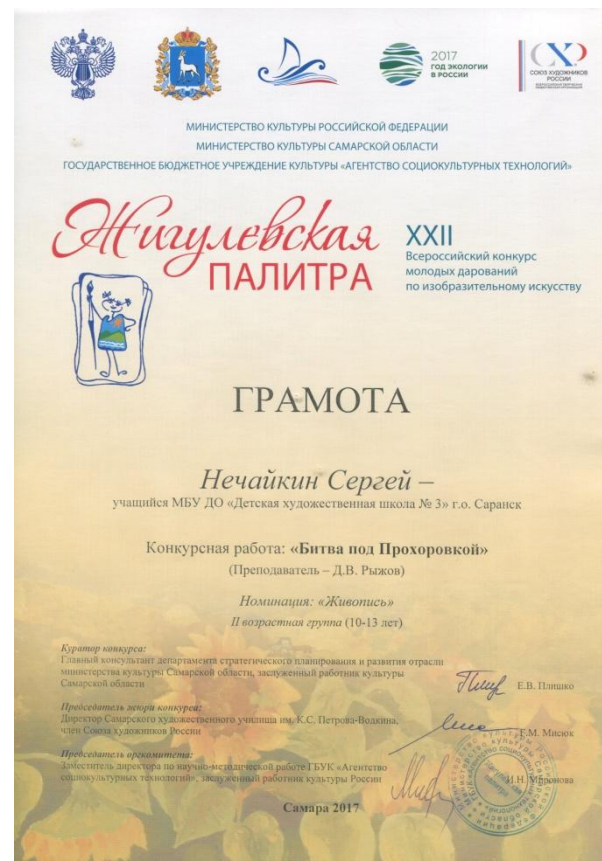 2017
ГОД ЭКОЛОГИИ
В РОССИИ
СОЮЗ ХУДОЖНИКОВ
РОССИИ
МИНИСТЕРСТВО КУЛЬТУРЫ РОССИЙСКОЙ ФЕДЕРАЦИИ
МИНИСТЕРСТВО КУЛЬТУРЫ САМАРСКОЙ ОБЛАСТИ
ГОСУДАРСТВЕННОЕ БЮДЖЕТНОЕ УЧРЕЖДЕНИЕ КУЛЬТУРЫ «АГЕНТСТВО СОЦИОКУЛЬТУРНЫХ ТЕХНОЛОГИЙ»
Жигулевская
ПАЛИТРА
XXII
Всероссийский конкурс
молодых дарований
по изобразительному искусству
ГРАМОТА
Нечайкин Сергей –
учащийся МБУ ДО «Детская художественная школа № 3» г.о. Саранск
Конкурсная работа: «Битва под Прохоровкой»
(Преподаватель – Д.В. Рыжов)
Номинация: «Живопись»
II возрастная группа (10-13 лет)
Куратор конкурса:
Главный консультант департамента стратегического планирования и развития отрасли
министерства культуры Самарской области, заслуженный работник культуры
Самарской области
Е.В. Плишко
Председатель жюри конкурса:
Директор Самарского художественного училища им. К.С. Петрова-Водкина,
член Союза художников России
Г.М. Мисюк
Председатель оргкомитета:
Заместитель директора по научно-методической работе ГБУК «Агентство
социокультурных технологий», заслуженный работник культуры России
И.Н. Миронова
Самара 2017